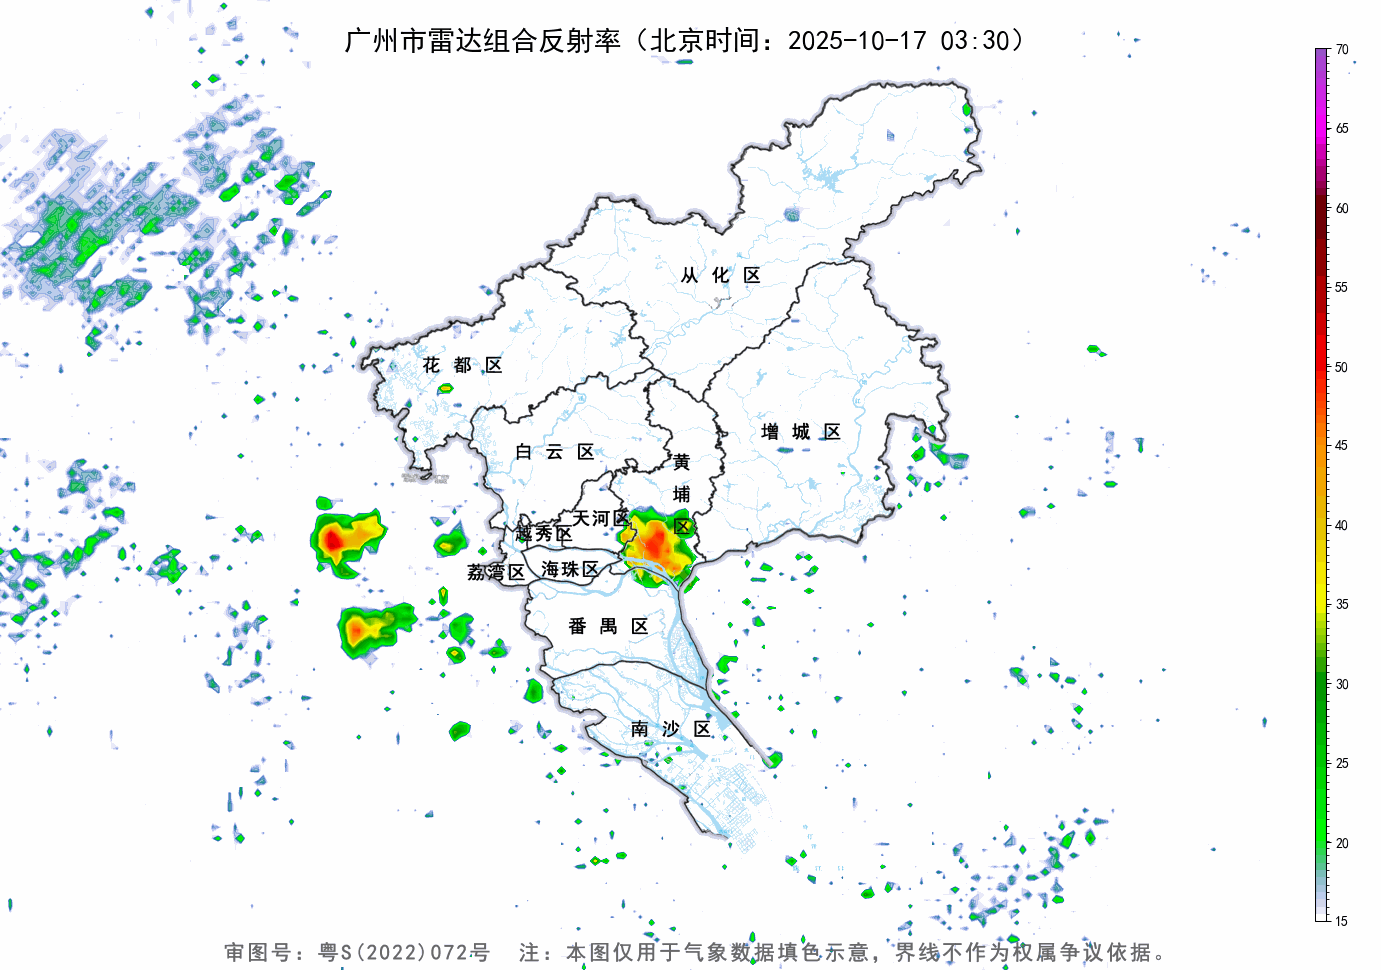 广州市雷达组合反射率（北京时间：2025-10-17 03:30）
70
65
60
55
50
45
40
35
30
25
20
15
从化区
花都区
增城区
白云区
黄埔区
天河区
越秀区
海珠区
荔湾区
番禺区
南沙区
审图号：粤S(2022)072号 注：本图仅用于气象数据填色示意，界线不作为权属争议依据。